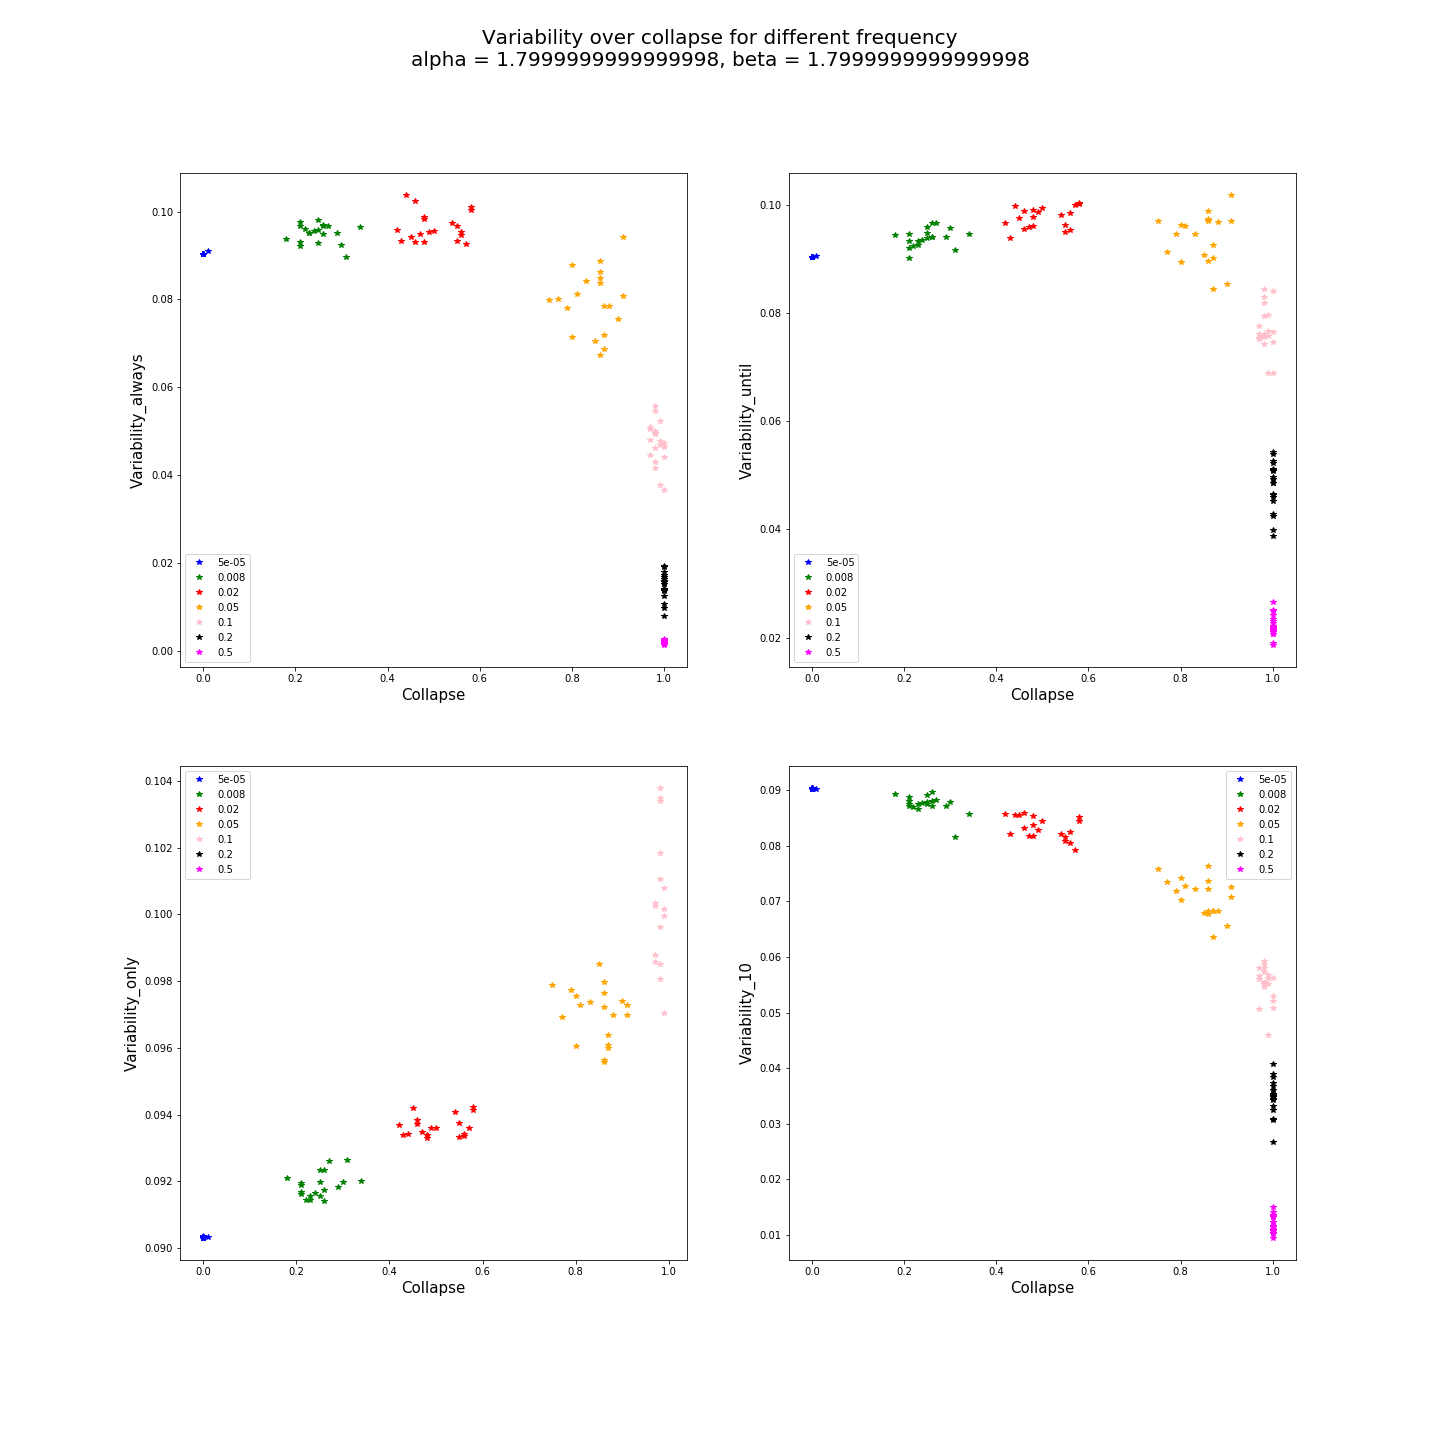 Variability over collapse for different frequency
alpha = 1.7999999999999998, beta = 1.7999999999999998
0.10
0.08
0.06
0.04
0.02
0.00
Variability_always
5e-05
0.008
0.02
0.05
0.1
0.2
0.5
0.0 0.2 0.4 0.6 0.8 1.0
Collapse
0.10
0.08
0.06
0.04
0.02
Variability_until
5e-05
0.008
0.02
0.05
0.1
0.2
0.5
0.0 0.2 0.4 0.6 0.8 1.0
Collapse
0.104
0.102
0.100
0.098
0.096
0.094
0.092
0.090
Variability_only
5e-05
0.008
0.02
0.05
0.1
0.2
0.5
0.0 0.2 0.4 0.6 0.8 1.0
Collapse
0.09
0.08
0.07
0.06
0.05
0.04
0.03
0.02
0.01
Variability_10
5e-05
0.008
0.02
0.05
0.1
0.2
0.5
0.0 0.2 0.4 0.6 0.8 1.0
Collapse